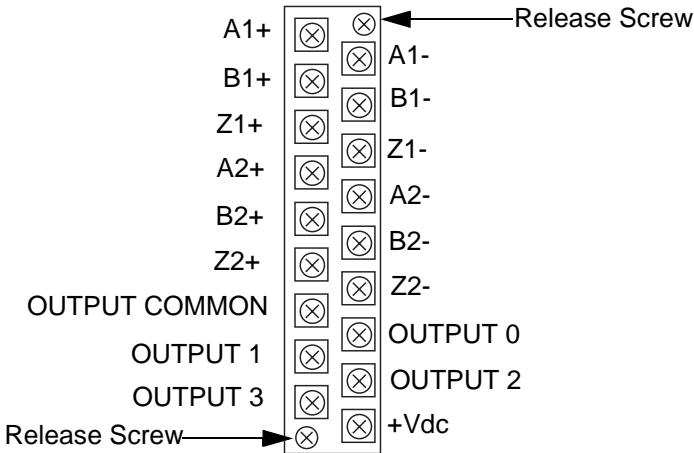 Release Screw
A1+
A1-
B1+
B1-
Z1+
Z1-
A2+
A2-
B2+
B2-
Z2+
Z2-
OUTPUT COMMON
OUTPUT 0
OUTPUT 1
OUTPUT 2
OUTPUT 3
+Vdc
Release Screw